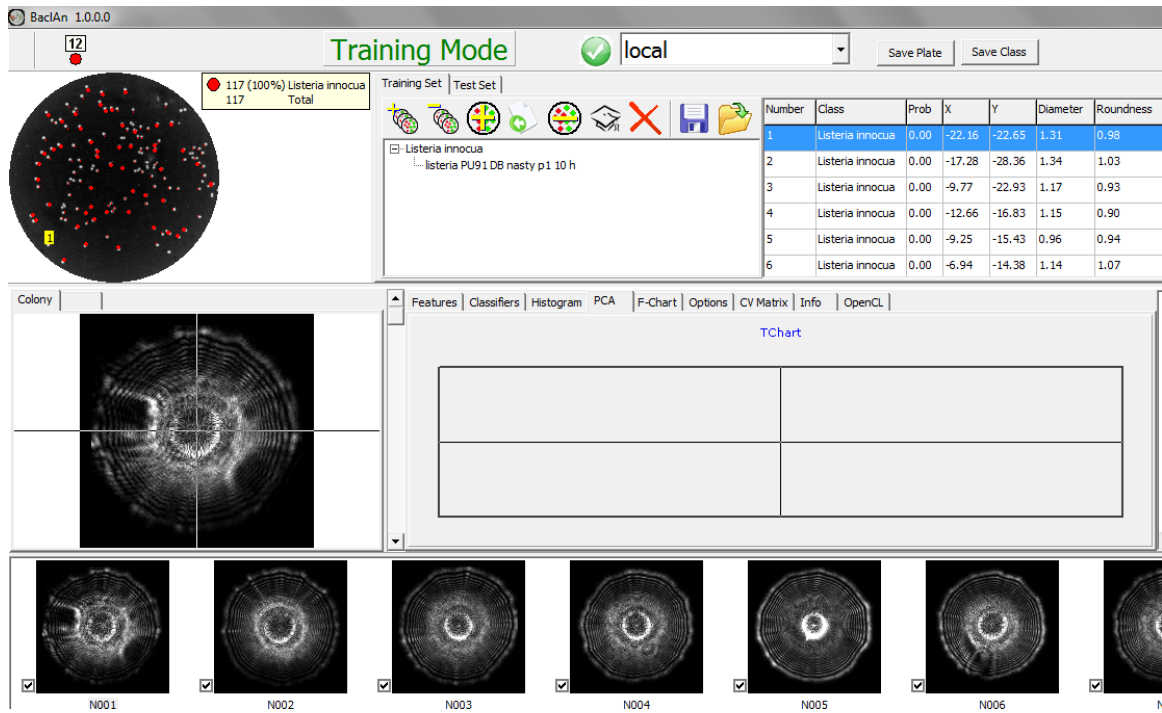 BaclAn 1.0.0.0
12
Training Mode
local
Save Plate
Save Class
117 (100%) Listeria innocua
117 Total
1
Training Set
Test Set
Listeria innocua
listeria PU91 DB nasty p1 10 h
Number Class Prob X Y Diameter Roundness
1 Listeria innocua 0.00 -22.16 -22.65 1.31 0.98
2 Listeria innocua 0.00 -17.28 -28.36 1.34 1.03
3 Listeria innocua 0.00 -9.77 -22.93 1.17 0.93
4 Listeria innocua 0.00 -12.66 -16.83 1.15 0.90
5 Listeria innocua 0.00 -9.25 -15.43 0.96 0.94
6 Listeria innocua 0.00 -6.94 -14.38 1.14 1.07
Colony
Features Classifiers Histogram PCA F-Chart Options CV Matrix Info OpenCL
TChart
N001 N002 N003 N004 N005 N006